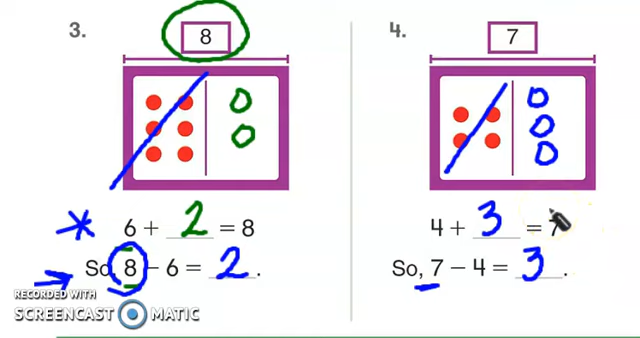 3.
8
6 + 2 = 8
So, 8 - 6 = 2.
4.
7
4 + 3 = 7
So, 7 - 4 = 3.
RECORDED WITH
SCREENCAST MATIC